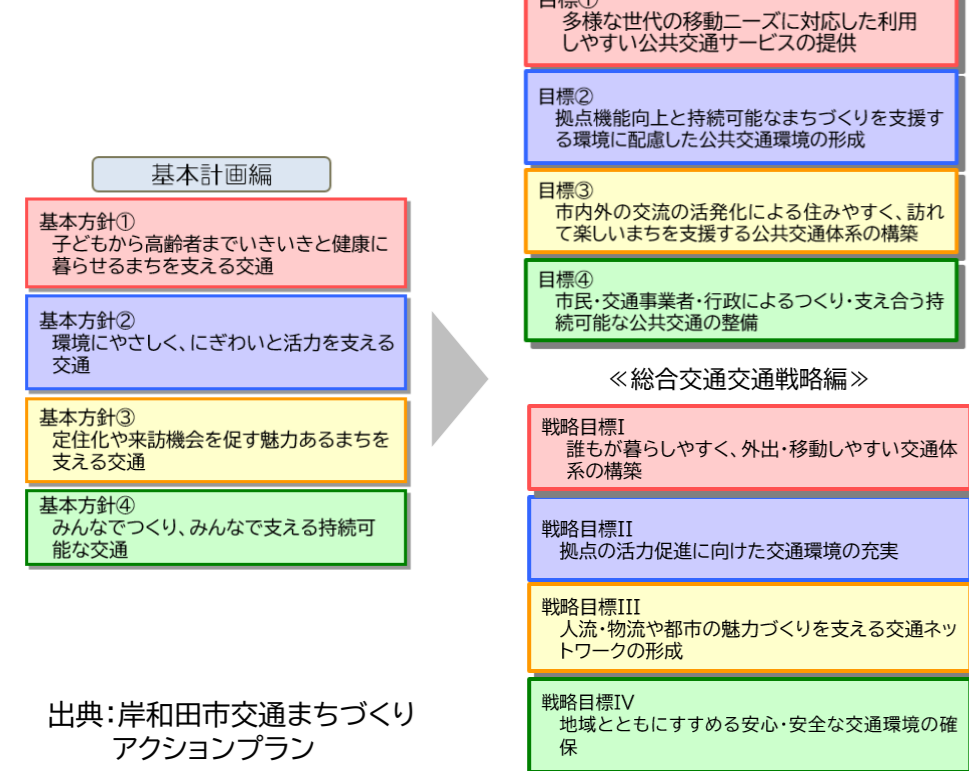 基本計画編
基本方針①
子どもから高齢者までいきいきと健康に
暮らせるまちを支える交通
基本方針②
環境にやさしく、にぎわいと活力を支える
交通
基本方針③
定住化や来訪機会を促す魅力あるまちを
支える交通
基本方針④
みんなでつくり、みんなで支える持続可
能な交通
出典：岸和田市交通まちづくり
アクションプラン
目標①
多様な世代の移動ニーズに対応した利用
しやすい公共交通サービスの提供
目標②
拠点機能向上と持続可能なまちづくりを支援す
る環境に配慮した公共交通環境の形成
目標③
市内外の交流の活発化による住みやすく、訪れ
て楽しいまちを支援する公共交通体系の構築
目標④
市民・交通事業者・行政によるつくり・支え合う持
続可能な公共交通の整備
≪総合交通交通戦略編≫
戦略目標I
誰もが暮らしやすく、外出・移動しやすい交通体
系の構築
戦略目標II
拠点の活力促進に向けた交通環境の充実
戦略目標III
人流・物流や都市の魅力づくりを支える交通ネッ
トワークの形成
戦略目標IV
地域とともにすすめる安心・安全な交通環境の確
保